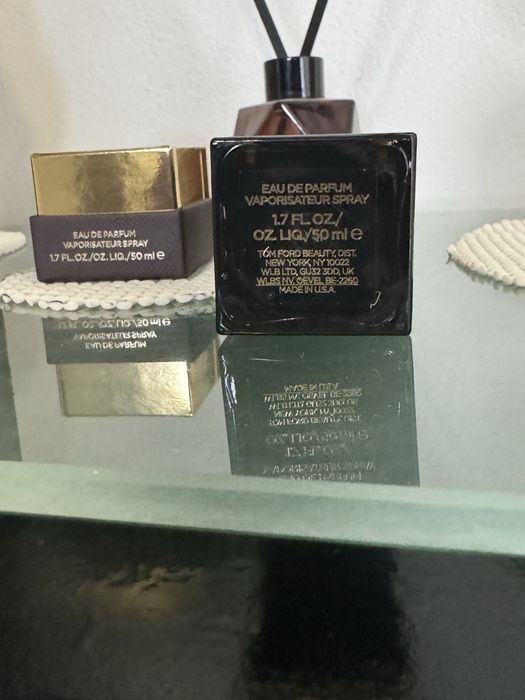 EAU DE PARFUM
VAPORISATEUR SPRAY
1.7 FL.OZ./OZ. LIQ./50 ml ℮
EAU DE PARFUM
VAPORISATEUR SPRAY
1.7 FL.OZ./
OZ. LIQ./50 ml ℮
TOM FORD BEAUTY, DIST.
NEW YORK, NY 10022
WLB LTD, GU32 3DD, UK
WLBS NV, OEVEL BE-2260
MADE IN U.S.A.